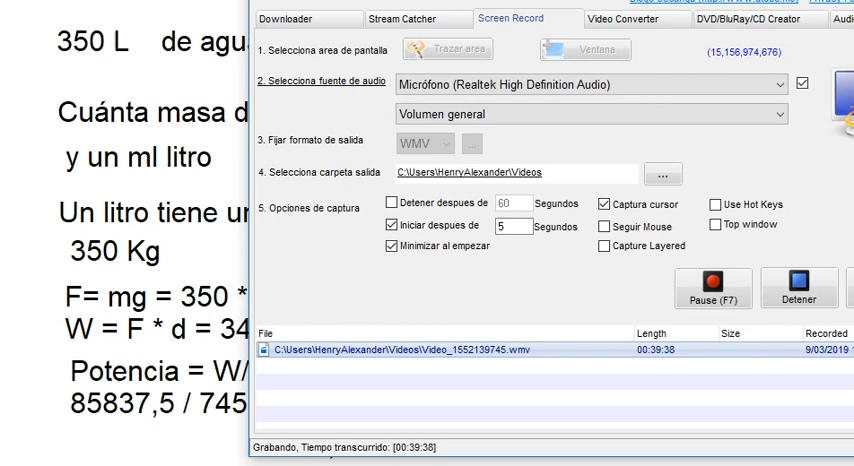 350 L de agu
Cuánta masa d
y un ml litro
Un litro tiene un
350 Kg
F= mg = 350 *
W = F * d = 34
Potencia = W/
85837,5 / 745
Downloader
Stream Catcher
Screen Record
Video Converter
DVD/BluRay/CD Creator
Audi
1. Selecciona area de pantalla
Trazar area
Ventana
(15,156,974,676)
2. Selecciona fuente de audio
Micrófono (Realtek High Definition Audio)
Volumen general
3. Fijar formato de salida
WMV
...
4. Selecciona carpeta salida
C:\Users\HenryAlexander\Videos
...
5. Opciones de captura
Detener despues de 60 Segundos
Captura cursor
Use Hot Keys
Iniciar despues de 5 Segundos
Seguir Mouse
Top window
Minimizar al empezar
Capture Layered
Pause (F7)
Detener
File Length Size Recorded
C:\Users\HenryAlexander\Videos\Video_1552139745.wmv 00:39:38 9/03/2019 1
Grabando, Tiempo transcurrido: [00:39:38]